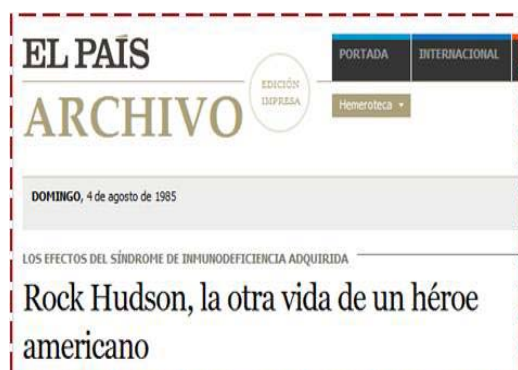 EL PAÍS
PORTADA
INTERNACIONAL
ARCHIVO
EDICIÓN
IMPRESA
Hemeroteca
DOMINGO, 4 de agosto de 1985
LOS EFECTOS DEL SÍNDROME DE INMUNODEFICIENCIA ADQUIRIDA
Rock Hudson, la otra vida de un héroe
americano